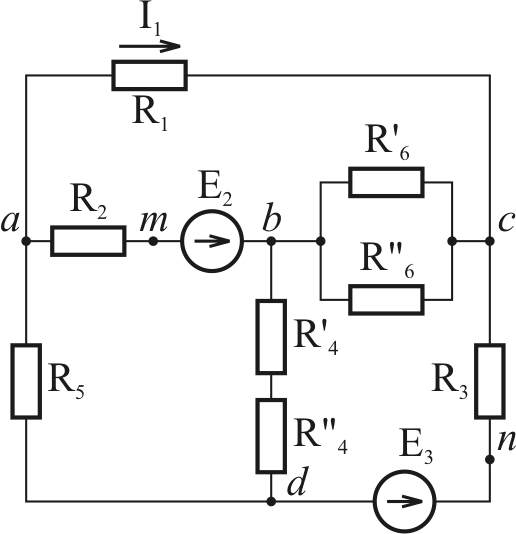 I₁
R₁
R'₆
R₂
E₂
a
m
b
c
R"₆
R'₄
R₅
R₃
R"₄
E₃
n
d